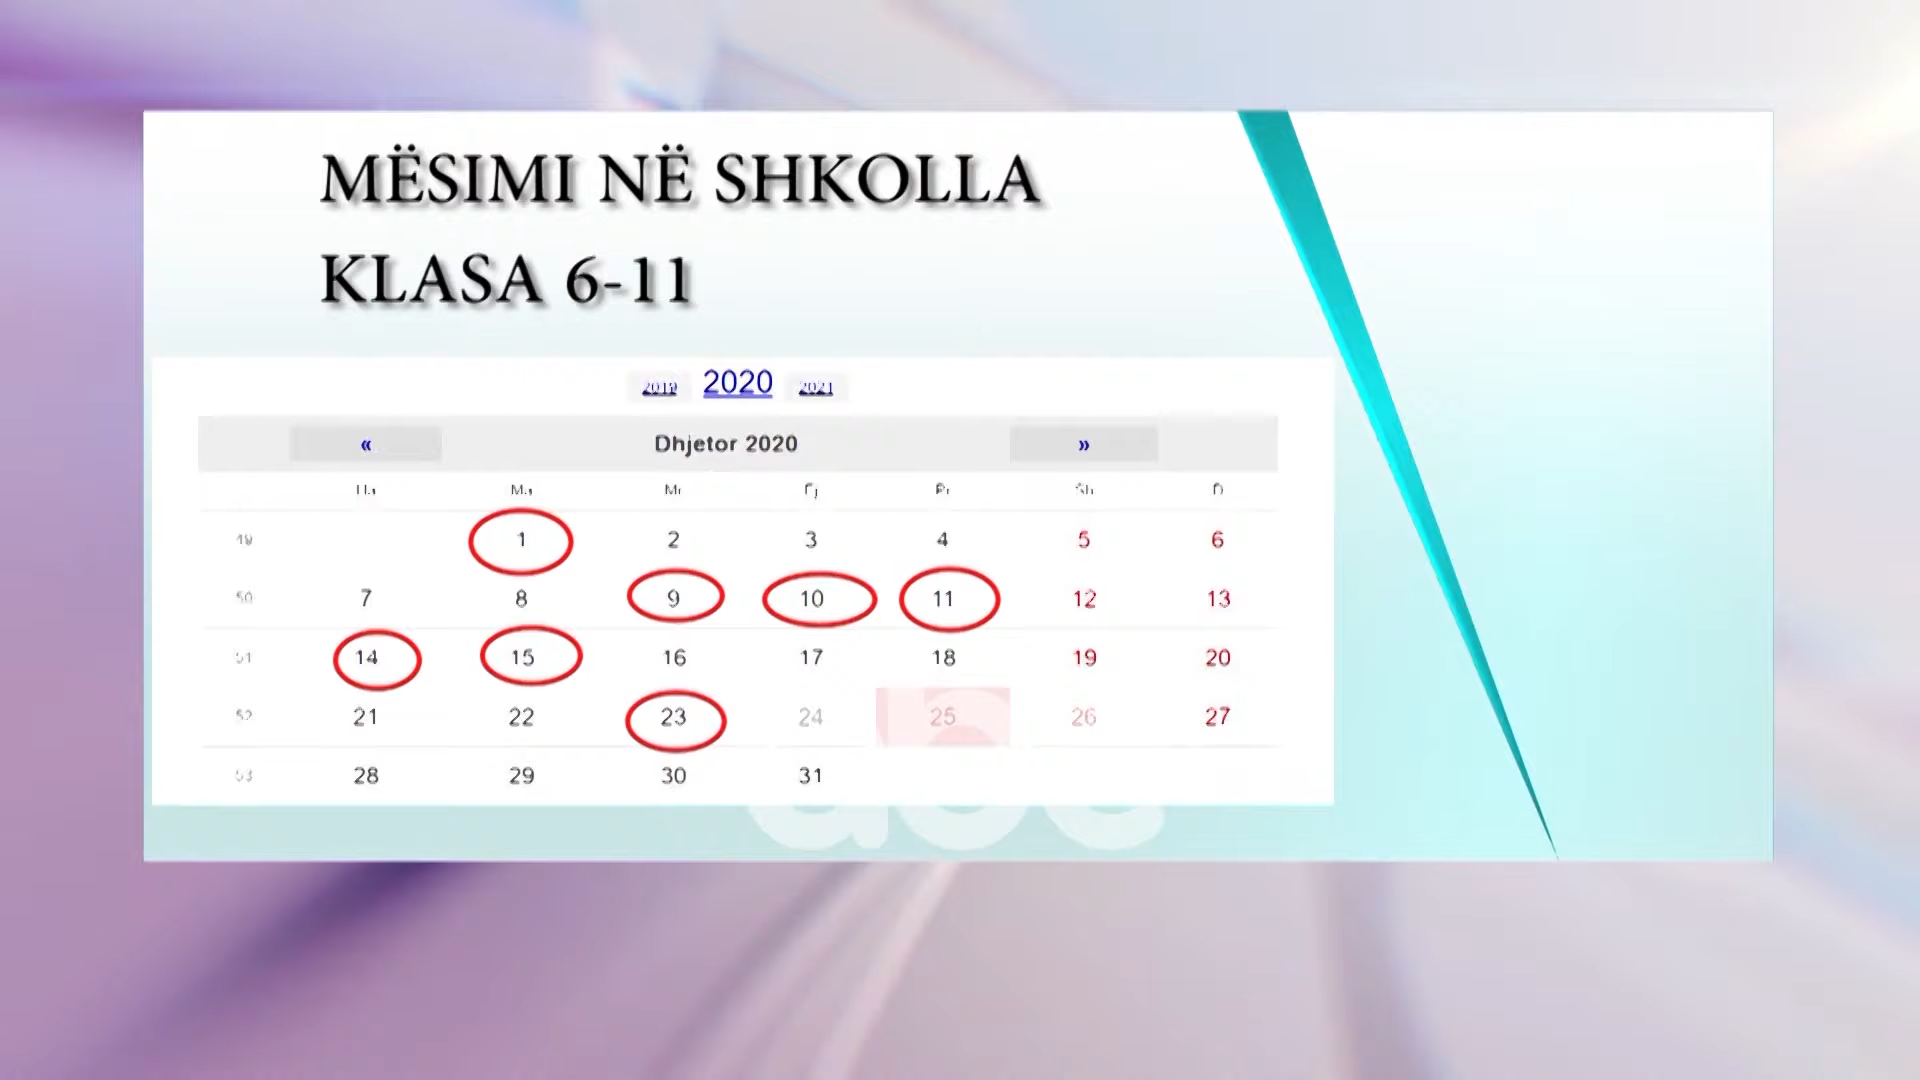 MËSIMI NË SHKOLLA
KLASA 6-11
2019 2020 2021
« Dhjetor 2020 »
1 2 3 4 5 6
7 8 9 10 11 12 13
14 15 16 17 18 19 20
52 21 22 23 24 25 26 27
28 29 30 31